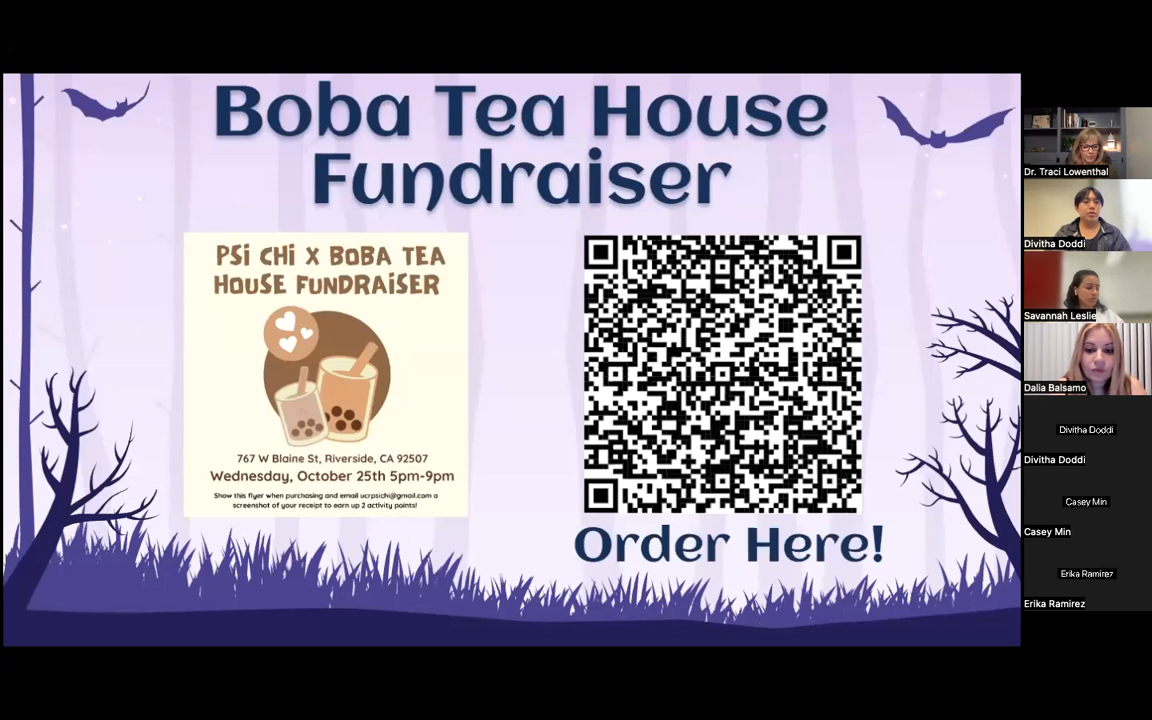 Boba Tea House
Fundraiser
PSi CHi X BOBA TEA
HOUSE FUNDRAiSER
767 W Blaine St, Riverside, CA 92507
Wednesday, October 25th 5pm-9pm
Show this flyer when purchasing and email ucrpsichi@gmail.com a
screenshot of your receipt to earn up 2 activity points!
Order Here!
Dr. Traci Lowenthal
Divitha Doddi
Savannah Leslie
Dalia Balsamo
Divitha Doddi
Divitha Doddi
Casey Min
Casey Min
Erika Ramirez
Erika Ramirez